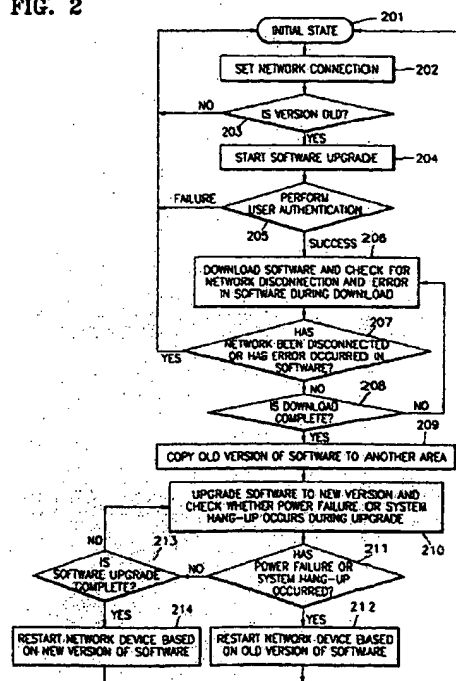 FIG. 2
INITIAL STATE
201
SET NETWORK CONNECTION
202
NO
IS VERSION OLD?
203
YES
START SOFTWARE UPGRADE
204
FAILURE
PERFORM
USER AUTHENTICATION
205
SUCCESS
206
DOWNLOAD SOFTWARE AND CHECK FOR
NETWORK DISCONNECTION AND ERROR
IN SOFTWARE DURING DOWNLOAD
207
HAS
NETWORK BEEN DISCONNECTED
OR HAS ERROR OCCURRED IN
SOFTWARE?
YES
NO
208
IS DOWNLOAD
COMPLETE?
NO
YES
209
COPY OLD VERSION OF SOFTWARE TO ANOTHER AREA
UPGRADE SOFTWARE TO NEW VERSION AND
CHECK WHETHER POWER FAILURE OR SYSTEM
HANG-UP OCCURS DURING UPGRADE
210
NO
213
IS
SOFTWARE UPGRADE
COMPLETE?
NO
HAS
POWER FAILURE OR
SYSTEM HANG-UP
OCCURRED?
211
YES
214
YES
212
RESTART NETWORK DEVICE BASED
ON NEW VERSION OF SOFTWARE
RESTART NETWORK DEVICE BASED
ON OLD VERSION OF SOFTWARE